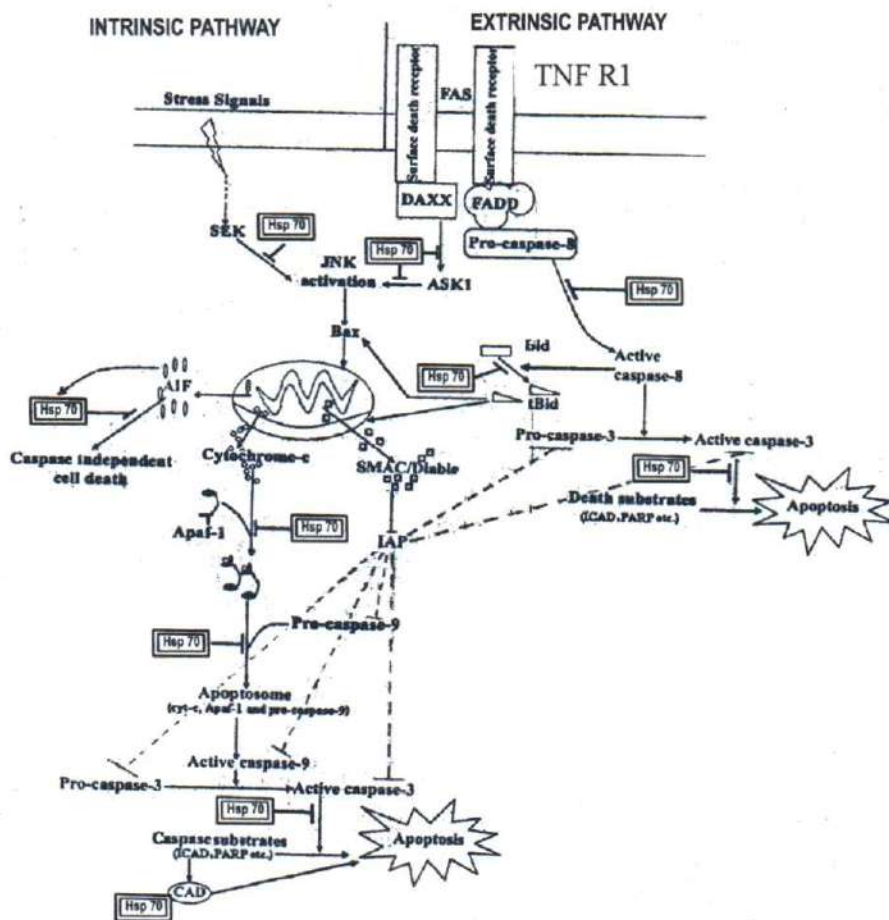 INTRINSIC PATHWAY
EXTRINSIC PATHWAY
TNF R1
Stress Signals
Surface death receptor
FAS
Surface death receptor
DAXX
FADD
Pro-caspase-8
SEK
Hsp 70
Hsp 70
Hsp 70
JNK
activation
ASK1
Bax
Bid
Hsp 70
Active
caspase-8
tBid
AIF
Hsp 70
Caspase independent
cell death
Cytochrome-c
SMAC/Diable
Pro-caspase-3
Active caspase-3
Hsp 70
Death substrates
(ICAD, PARP etc.)
Apoptosis
Apaf-1
Hsp 70
IAP
Hsp 70
Pro-caspase-9
Apoptosome
(cyt-c, Apaf-1 and pro-caspase-9)
Active caspase-9
Pro-caspase-3
Active caspase-3
Hsp 70
Caspase substrates
(ICAD, PARP etc.)
Apoptosis
CAD
Hsp 70